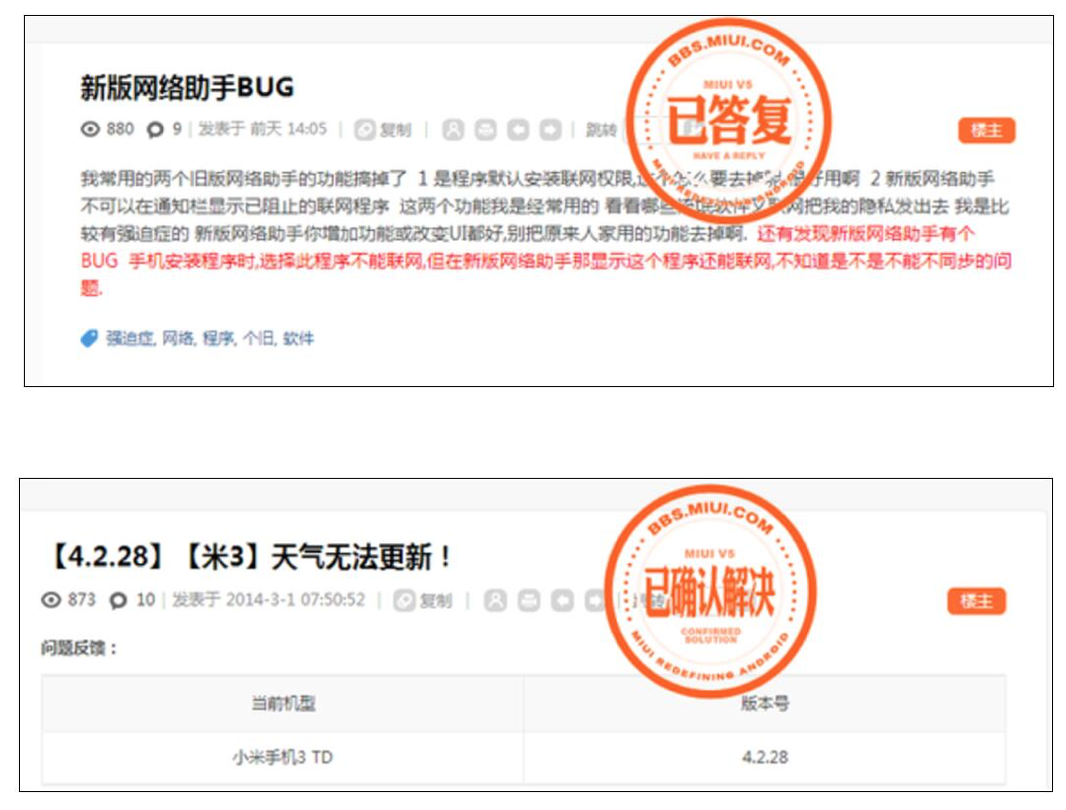 新版网络助手BUG
880 9 | 发表于 前天 14:05 | 复制 | | 跳转
BBS.MIUI.COM
MIUI V5
已答复
HAVE A REPLY
MIUI REDEFINING ANDROID
楼主
我常用的两个旧版网络助手的功能搞掉了 1 是程序默认安装联网权限,这个怎么要去掉 很好用啊 2 新版网络助手
不可以在通知栏显示已阻止的联网程序 这两个功能我是经常用的 看看哪些流氓软件又联网把我的隐私发出去 我是比
较有强迫症的 新版网络助手你增加功能或改变UI都好,别把原来人家用的功能去掉啊. 还有发现新版网络助手有个
BUG 手机安装程序时,选择此程序不能联网,但在新版网络助手那显示这个程序还能联网,不知道是不是不能不同步的问
题.
强迫症, 网络, 程序, 个旧, 软件
【4.2.28】【米3】天气无法更新！
873 10 | 发表于 2014-3-1 07:50:52 | 复制 |
BBS.MIUI.COM
MIUI V5
已确认解决
CONFIRMED
SOLUTION
MIUI REDEFINING ANDROID
楼主
问题反馈：
当前机型 版本号
小米手机3 TD 4.2.28